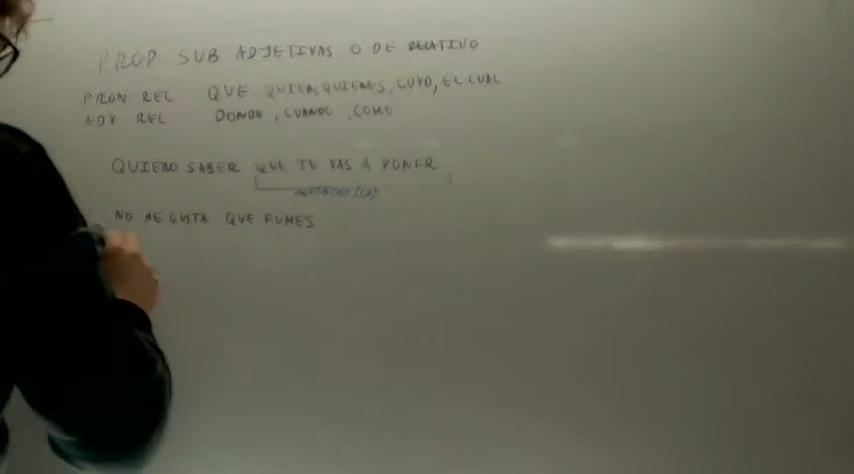 PROP SUB ADJETIVAS O DE RELATIVO
PRON REL QUE QUIEN, QUIENES, CUYO, EL CUAL
ADV REL DONDE, CUANDO, COMO
QUIERO SABER QUE TE VAS A PONER
NO ME GUSTA QUE FUMES